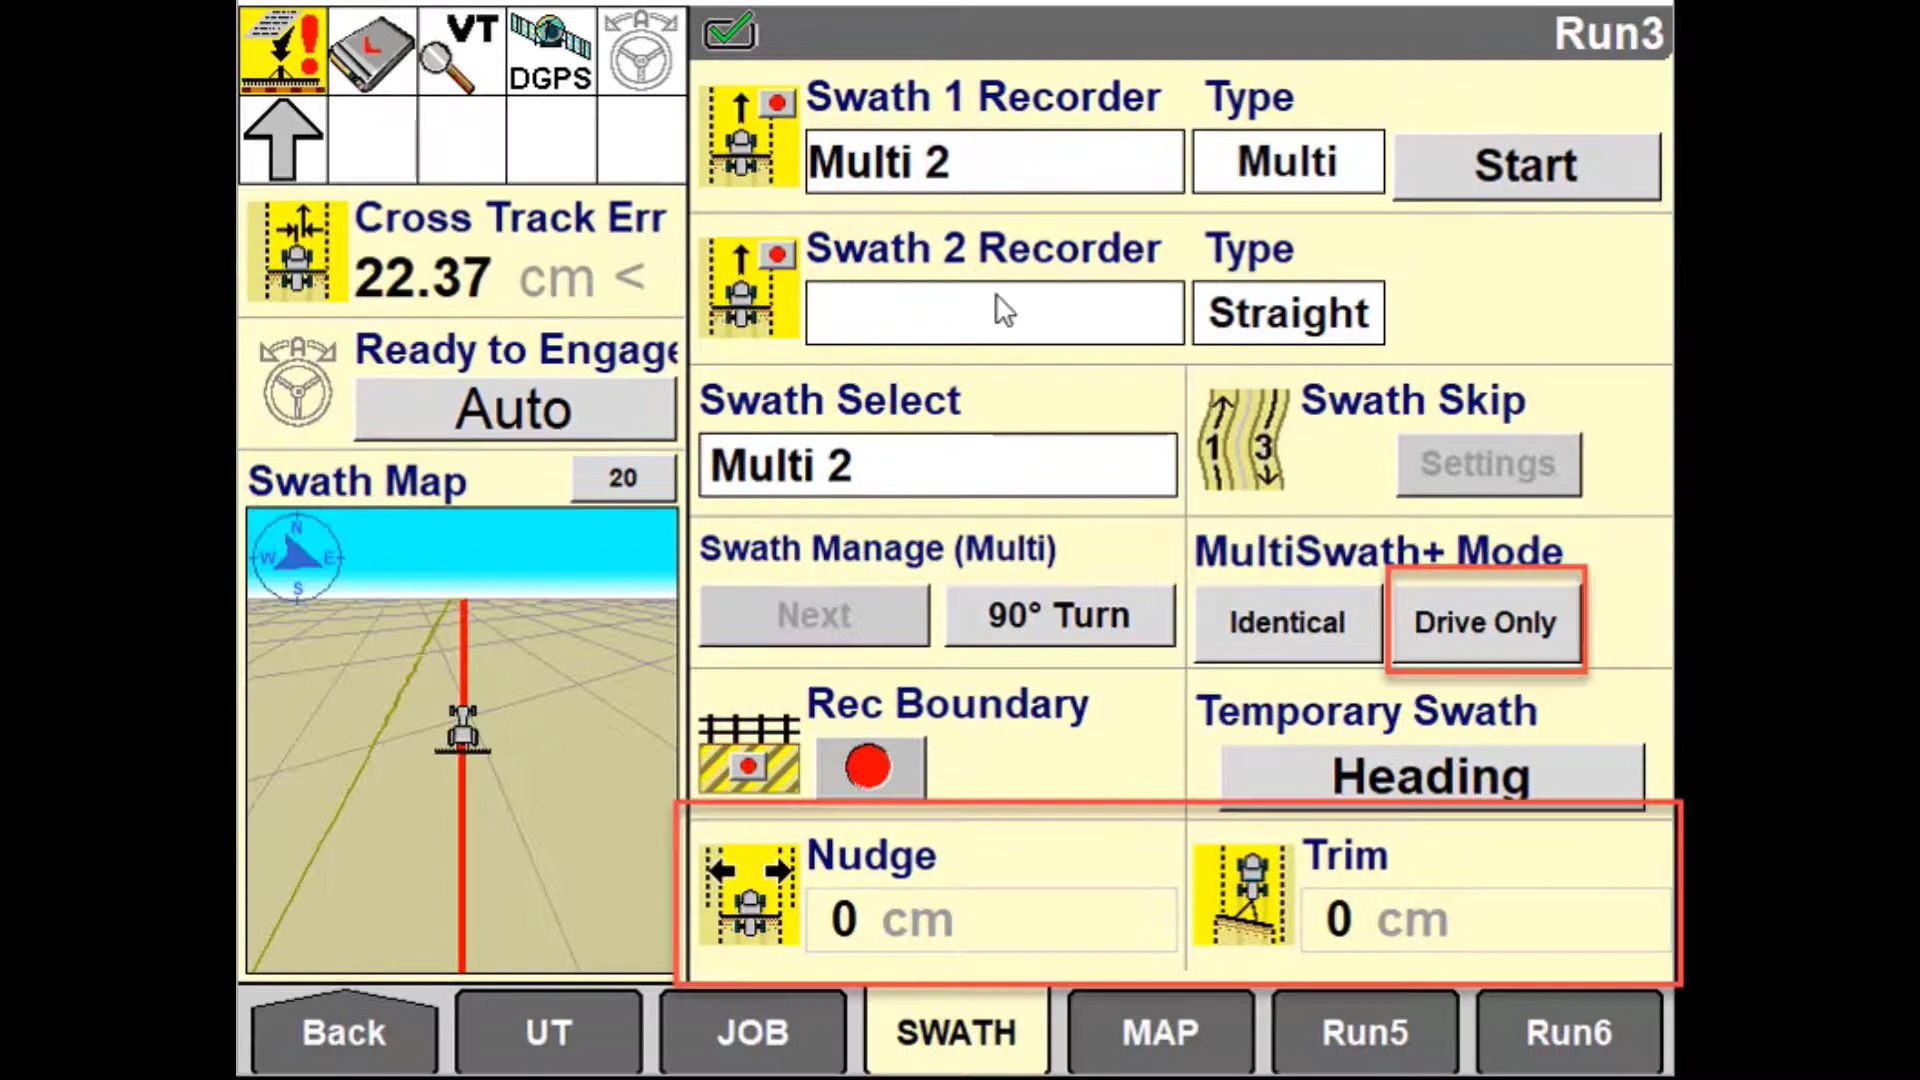 VT
DGPS
A
L
Run3
Swath 1 Recorder Type
Multi 2 Multi Start
Cross Track Err
22.37 cm <
Swath 2 Recorder Type
Straight
A
Ready to Engage
Auto
Swath Select Swath Skip
Multi 2 1 3 Settings
Swath Map 20
N
W E
S
Swath Manage (Multi) MultiSwath+ Mode
Next 90° Turn Identical Drive Only
Rec Boundary Temporary Swath
Heading
Nudge Trim
0 cm 0 cm
Back UT JOB SWATH MAP Run5 Run6